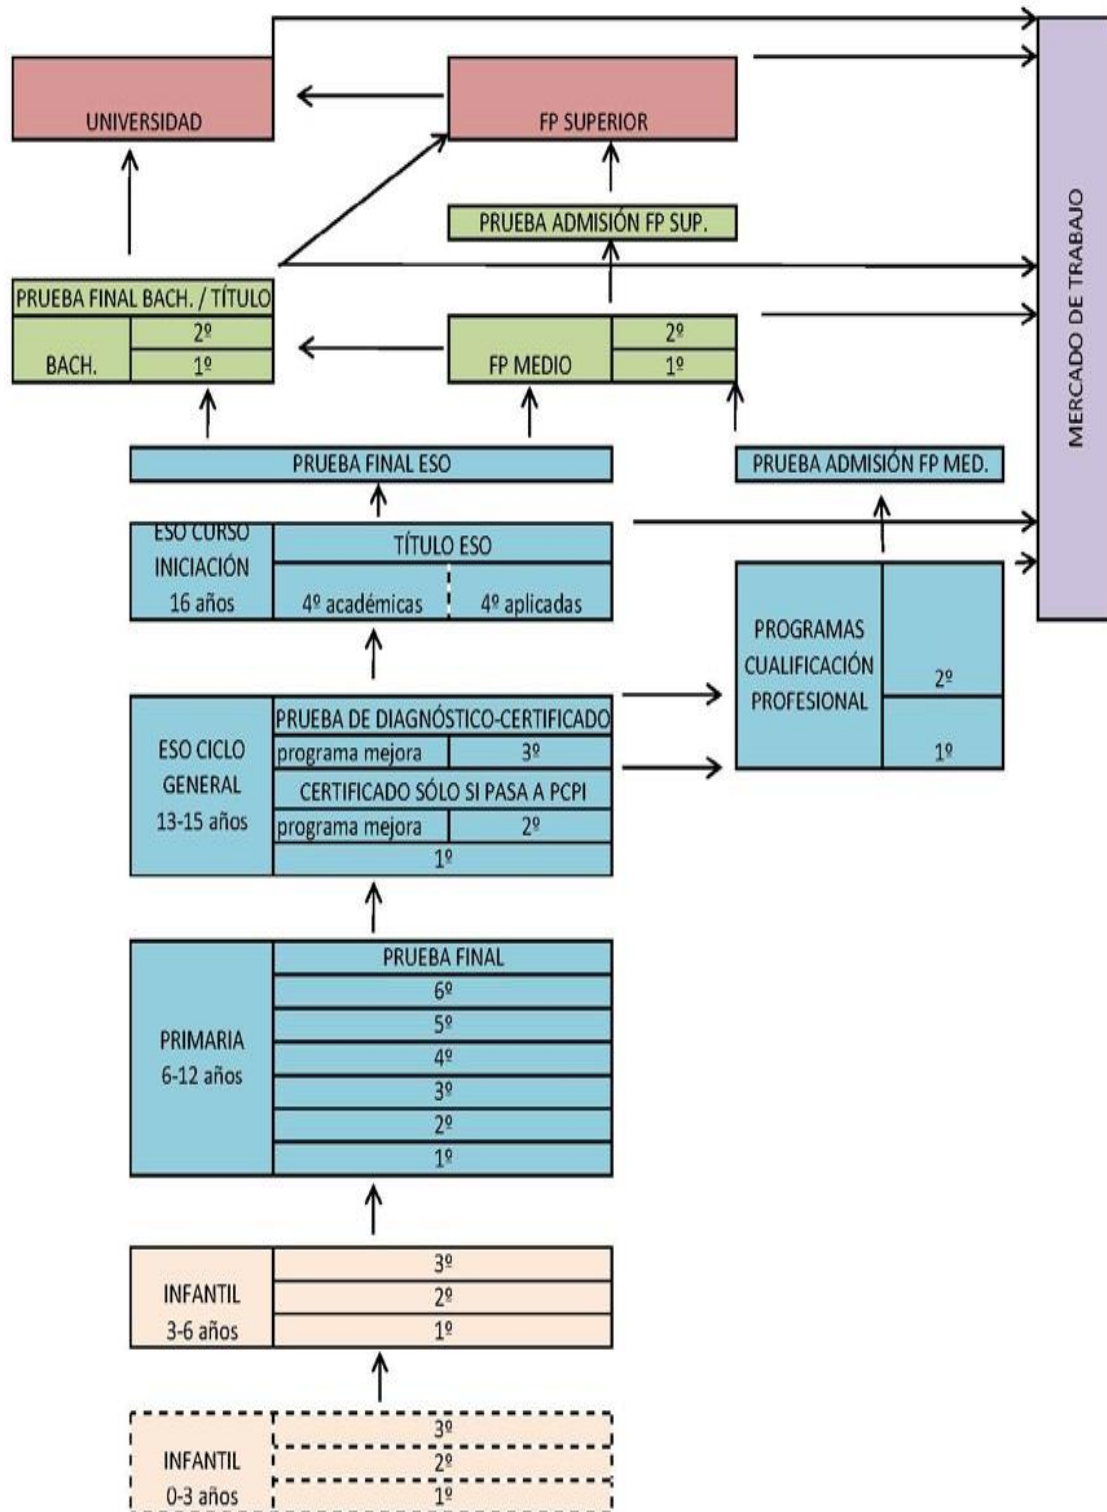 UNIVERSIDAD
FP SUPERIOR
PRUEBA ADMISIÓN FP SUP.
MERCADO DE TRABAJO
PRUEBA FINAL BACH. / TÍTULO
BACH.
2º
1º
FP MEDIO
2º
1º
PRUEBA FINAL ESO
PRUEBA ADMISIÓN FP MED.
ESO CURSO
INICIACIÓN
16 años
TÍTULO ESO
4º académicas
4º aplicadas
PROGRAMAS
CUALIFICACIÓN
PROFESIONAL
2º
1º
ESO CICLO
GENERAL
13-15 años
PRUEBA DE DIAGNÓSTICO-CERTIFICADO
programa mejora
3º
CERTIFICADO SÓLO SI PASA A PCPI
programa mejora
2º
1º
PRIMARIA
6-12 años
PRUEBA FINAL
6º
5º
4º
3º
2º
1º
INFANTIL
3-6 años
3º
2º
1º
INFANTIL
0-3 años
3º
2º
1º